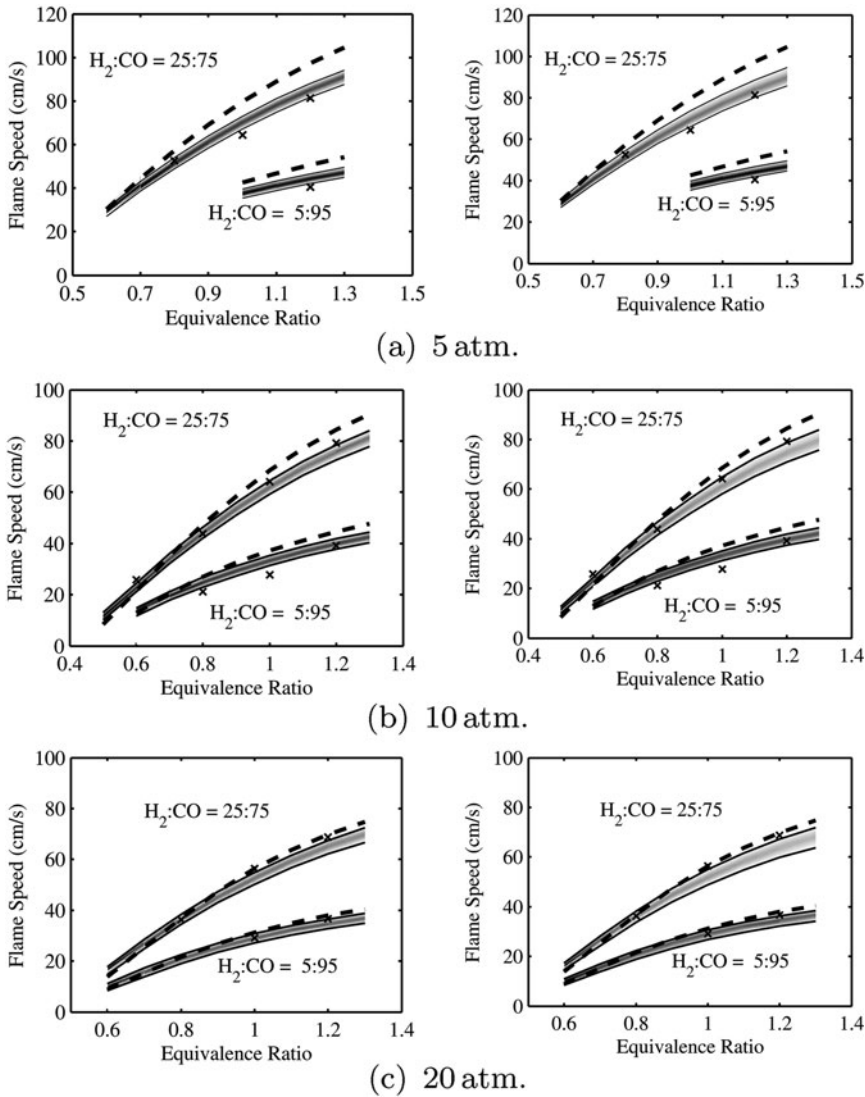 120
100
80
60
40
20
0
Flame Speed (cm/s)
H2:CO = 25:75
H2:CO = 5:95
0.5 0.7 0.9 1.1 1.3 1.5
Equivalence Ratio
120
100
80
60
40
20
0
Flame Speed (cm/s)
H2:CO = 25:75
H2:CO = 5:95
0.5 0.7 0.9 1.1 1.3 1.5
Equivalence Ratio
(a) 5 atm.
100
80
60
40
20
0
Flame Speed (cm/s)
H2:CO = 25:75
H2:CO = 5:95
0.4 0.6 0.8 1 1.2 1.4
Equivalence Ratio
100
80
60
40
20
0
Flame Speed (cm/s)
H2:CO = 25:75
H2:CO = 5:95
0.4 0.6 0.8 1 1.2 1.4
Equivalence Ratio
(b) 10 atm.
100
80
60
40
20
0
Flame Speed (cm/s)
H2:CO = 25:75
H2:CO = 5:95
0.6 0.8 1 1.2 1.4
Equivalence Ratio
100
80
60
40
20
0
Flame Speed (cm/s)
H2:CO = 25:75
H2:CO = 5:95
0.6 0.8 1 1.2 1.4
Equivalence Ratio
(c) 20 atm.